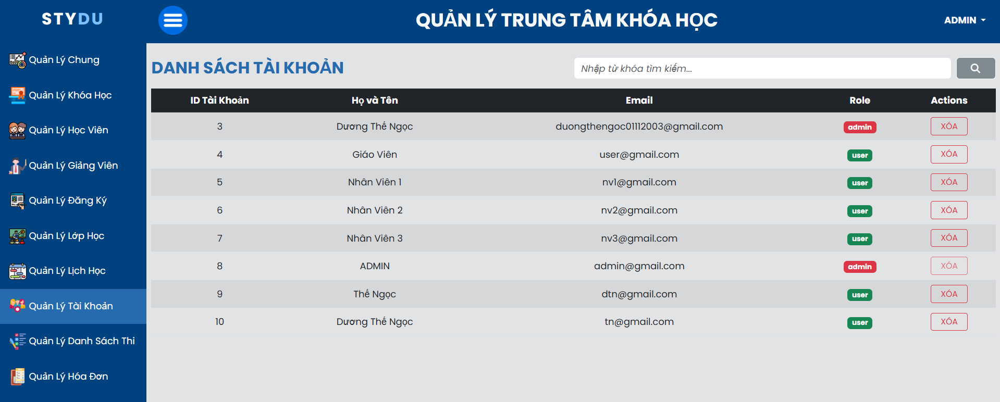 STYDU
QUẢN LÝ TRUNG TÂM KHÓA HỌC
ADMIN
Quản Lý Chung
Quản Lý Khóa Học
Quản Lý Học Viên
Quản Lý Giảng Viên
Quản Lý Đăng Ký
Quản Lý Lớp Học
Quản Lý Lịch Học
Quản Lý Tài Khoản
Quản Lý Danh Sách Thi
Quản Lý Hóa Đơn
DANH SÁCH TÀI KHOẢN
Nhập từ khóa tìm kiếm...
ID Tài Khoản Họ và Tên Email Role Actions
3 Dương Thế Ngọc duongthengoc01112003@gmail.com admin XÓA
4 Giáo Viên user@gmail.com user XÓA
5 Nhân Viên 1 nv1@gmail.com user XÓA
6 Nhân Viên 2 nv2@gmail.com user XÓA
7 Nhân Viên 3 nv3@gmail.com user XÓA
8 ADMIN admin@gmail.com admin XÓA
9 Thế Ngọc dtn@gmail.com user XÓA
10 Dương Thế Ngọc tn@gmail.com user XÓA